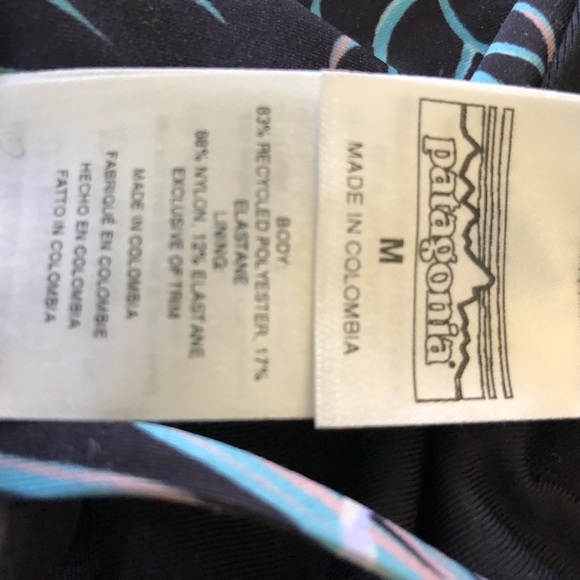 patagonia®
M
MADE IN COLOMBIA
BODY:
83% RECYCLED POLYESTER, 17%
ELASTANE
LINING:
88% NYLON, 12% ELASTANE
EXCLUSIVE OF TRIM
MADE IN COLOMBIA
FABRIQUÉ EN COLOMBIE
HECHO EN COLOMBIA
FATTO IN COLOMBIA